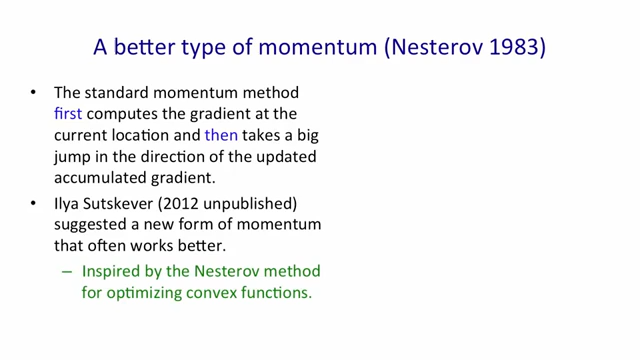 A better type of momentum (Nesterov 1983)
• The standard momentum method
first computes the gradient at the
current location and then takes a big
jump in the direction of the updated
accumulated gradient.
• Ilya Sutskever (2012 unpublished)
suggested a new form of momentum
that often works better.
– Inspired by the Nesterov method
for optimizing convex functions.